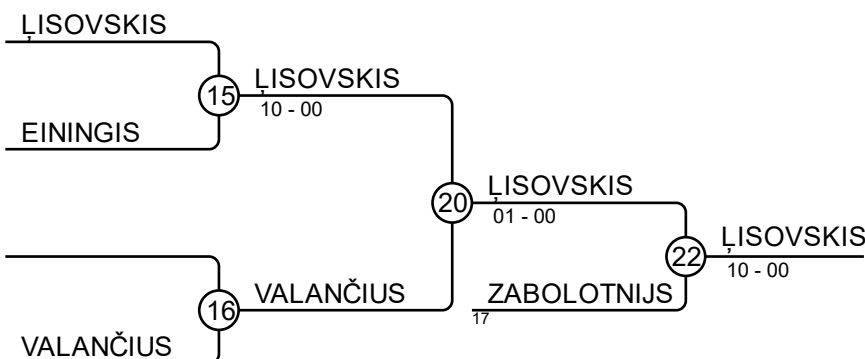 ĻISOVSKIS
15
ĻISOVSKIS
10 - 00
EININGIS
20
ĻISOVSKIS
01 - 00
22
ĻISOVSKIS
10 - 00
16
VALANČIUS
ZABOLOTNIJS
17
VALANČIUS